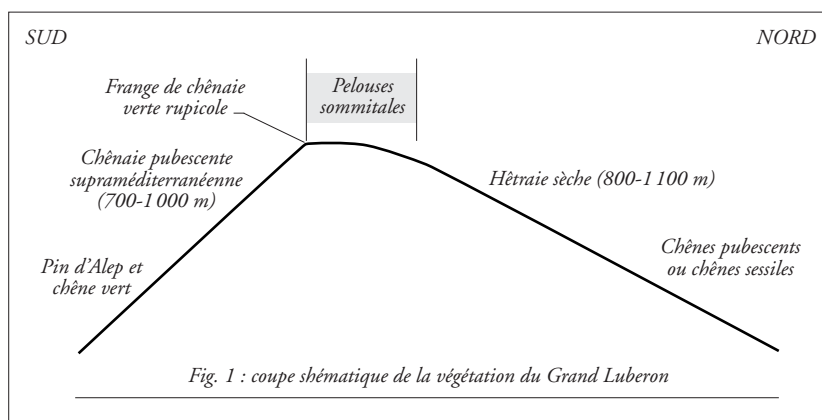 SUD
NORD
Frange de chênaie
verte rupicole
Pelouses
sommitales
Chênaie pubescente
supraméditerranéenne
(700-1 000 m)
Hêtraie sèche (800-1 100 m)
Pin d'Alep et
chêne vert
Chênes pubescents
ou chênes sessiles
Fig. 1 : coupe shématique de la végétation du Grand Luberon